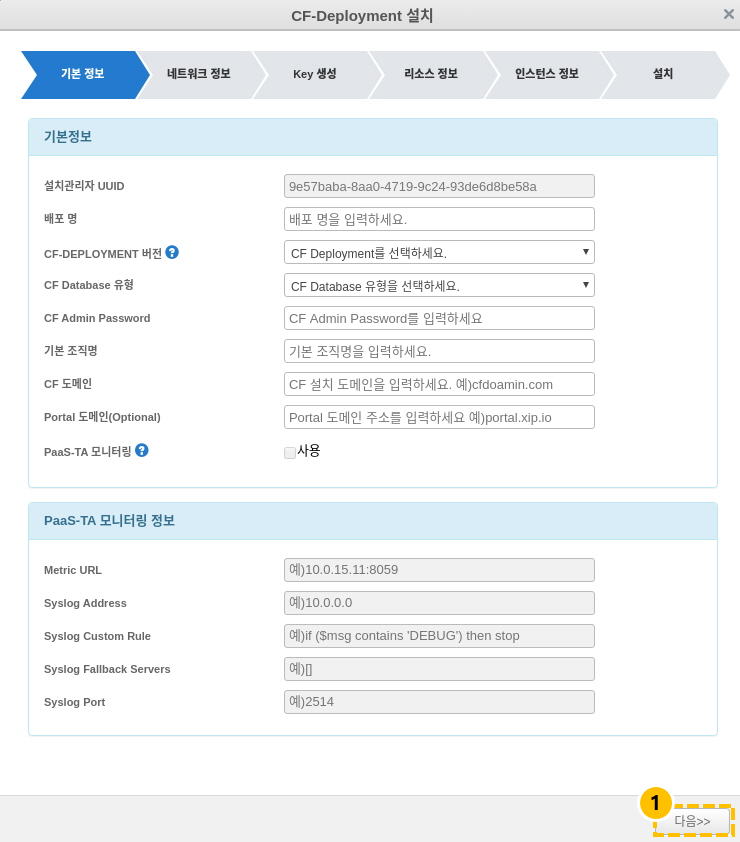 CF-Deployment 설치
×
기본 정보
네트워크 정보
Key 생성
리소스 정보
인스턴스 정보
설치
기본정보
설치관리자 UUID
9e57baba-8aa0-4719-9c24-93de6d8be58a
배포 명
배포 명을 입력하세요.
CF-DEPLOYMENT 버전 ?
CF Deployment를 선택하세요.
CF Database 유형
CF Database 유형을 선택하세요.
CF Admin Password
CF Admin Password를 입력하세요
기본 조직명
기본 조직명을 입력하세요.
CF 도메인
CF 설치 도메인을 입력하세요. 예)cfdoamin.com
Portal 도메인(Optional)
Portal 도메인 주소를 입력하세요 예)portal.xip.io
PaaS-TA 모니터링 ?
사용
PaaS-TA 모니터링 정보
Metric URL
예)10.0.15.11:8059
Syslog Address
예)10.0.0.0
Syslog Custom Rule
예)if ($msg contains 'DEBUG') then stop
Syslog Fallback Servers
예)[]
Syslog Port
예)2514
1
다음>>